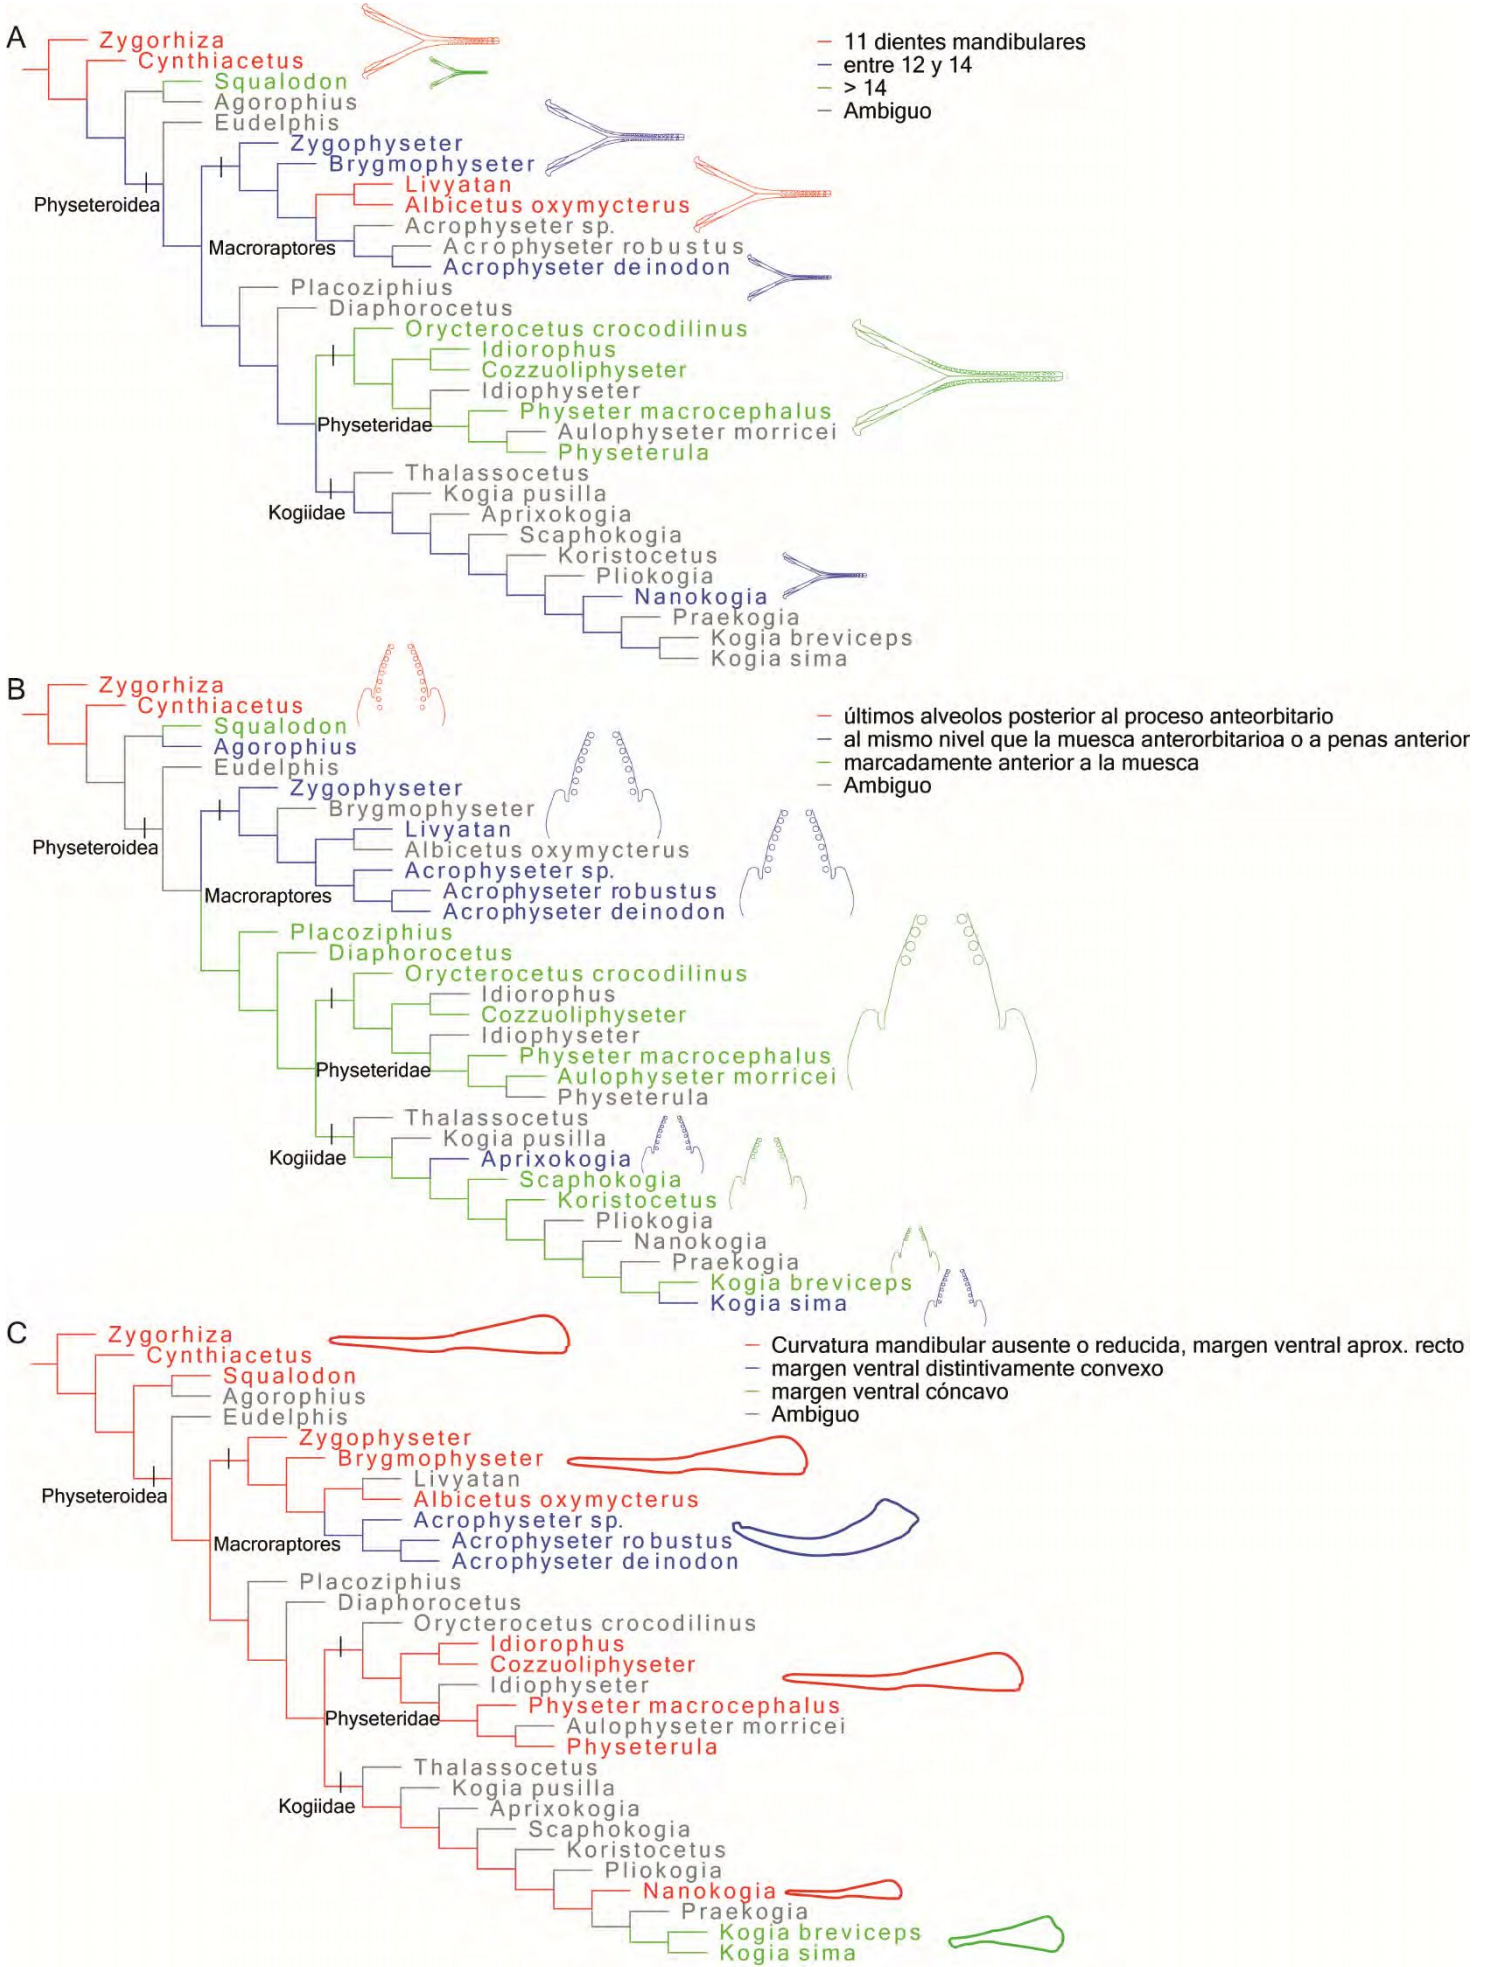 A
Zygorhiza
Cynthiacetus
Squalodon
Agorophius
Eudelphis
Zygophyseter
Brygmophyseter
Livyatan
Albicetus oxymycterus
Acrophyseter sp.
Acrophyseter robustus
Acrophyseter deinodon
Placoziphius
Diaphorocetus
Orycterocetus crocodilinus
Idiorophus
Cozzuoliphyseter
Idiophyseter
Physeter macrocephalus
Aulophyseter morricei
Physeterula
Thalassocetus
Kogia pusilla
Aprixokogia
Scaphokogia
Koristocetus
Pliokogia
Nanokogia
Praekogia
Kogia breviceps
Kogia sima
Physeteroidea
Macroraptores
Physeteridae
Kogiidae
11 dientes mandibulares
entre 12 y 14
> 14
Ambiguo
B
Zygorhiza
Cynthiacetus
Squalodon
Agorophius
Eudelphis
Zygophyseter
Brygmophyseter
Livyatan
Albicetus oxymycterus
Acrophyseter sp.
Acrophyseter robustus
Acrophyseter deinodon
Placoziphius
Diaphorocetus
Orycterocetus crocodilinus
Idiorophus
Cozzuoliphyseter
Idiophyseter
Physeter macrocephalus
Aulophyseter morricei
Physeterula
Thalassocetus
Kogia pusilla
Aprixokogia
Scaphokogia
Koristocetus
Pliokogia
Nanokogia
Praekogia
Kogia breviceps
Kogia sima
Physeteroidea
Macroraptores
Physeteridae
Kogiidae
últimos alveolos posterior al proceso anteorbitario
al mismo nivel que la muesca anterorbitarioa o a penas anterior
marcadamente anterior a la muesca
Ambiguo
C
Zygorhiza
Cynthiacetus
Squalodon
Agorophius
Eudelphis
Zygophyseter
Brygmophyseter
Livyatan
Albicetus oxymycterus
Acrophyseter sp.
Acrophyseter robustus
Acrophyseter deinodon
Placoziphius
Diaphorocetus
Orycterocetus crocodilinus
Idiorophus
Cozzuoliphyseter
Idiophyseter
Physeter macrocephalus
Aulophyseter morricei
Physeterula
Thalassocetus
Kogia pusilla
Aprixokogia
Scaphokogia
Koristocetus
Pliokogia
Nanokogia
Praekogia
Kogia breviceps
Kogia sima
Physeteroidea
Macroraptores
Physeteridae
Kogiidae
Curvatura mandibular ausente o reducida, margen ventral aprox. recto
margen ventral distintivamente convexo
margen ventral cóncavo
Ambiguo